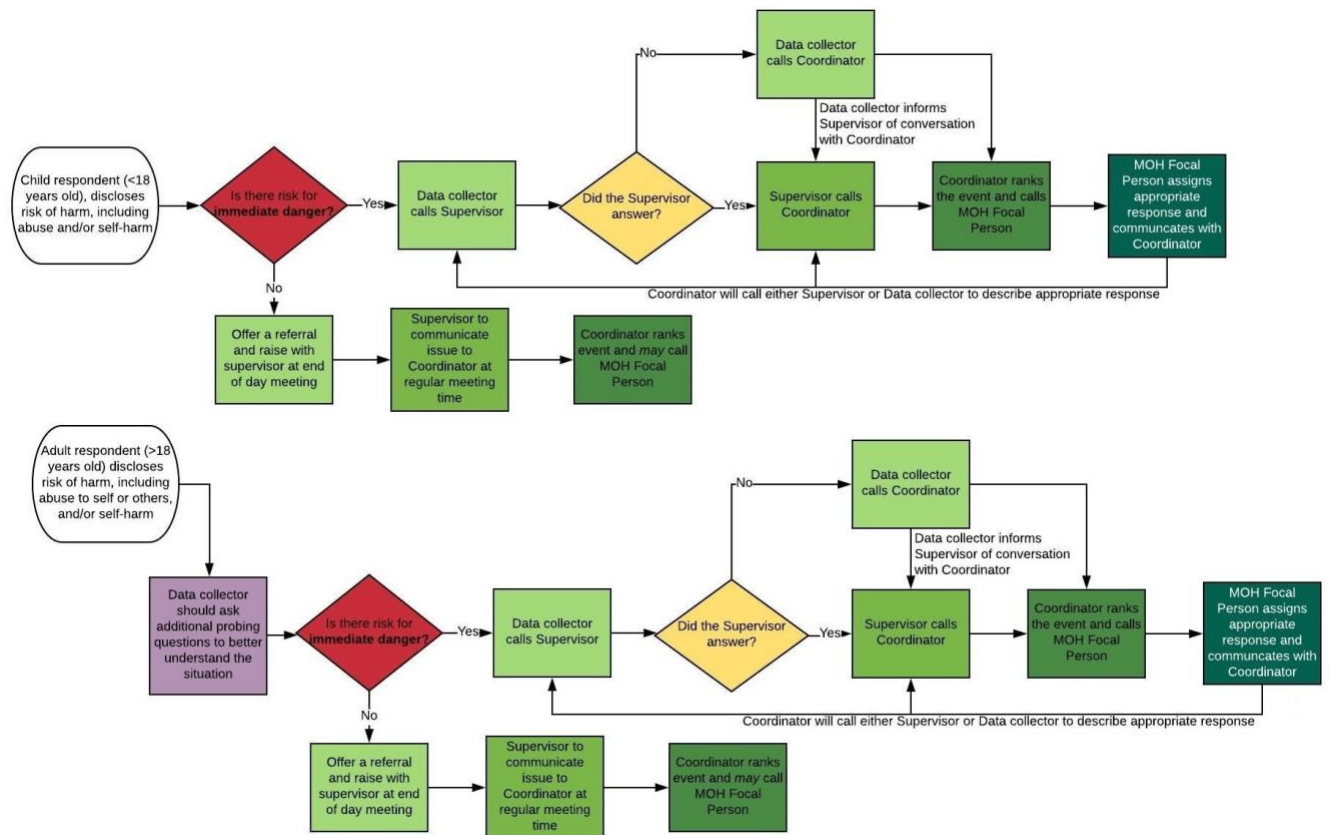 No
Data collector
calls Coordinator
Data collector informs
Supervisor of conversation
with Coordinator
Child respondent (<18
years old), discloses
risk of harm, including
abuse and/or self-harm
Is there risk for
immediate danger?
Yes
Data collector
calls Supervisor
Did the Supervisor
answer?
Yes
Supervisor calls
Coordinator
Coordinator ranks
the event and calls
MOH Focal
Person
MOH Focal
Person assigns
appropriate
response and
communcates with
Coordinator
Coordinator will call either Supervisor or Data collector to describe appropriate response
No
Offer a referral
and raise with
supervisor at end
of day meeting
Supervisor to
communicate
issue to
Coordinator at
regular meeting
time
Coordinator ranks
event and may call
MOH Focal
Person
Adult respondent (>18
years old) discloses
risk of harm, including
abuse to self or others,
and/or self-harm
No
Data collector
calls Coordinator
Data collector informs
Supervisor of conversation
with Coordinator
Data collector
should ask
additional probing
questions to better
understand the
situation
Is there risk for
immediate danger?
Yes
Data collector
calls Supervisor
Did the Supervisor
answer?
Yes
Supervisor calls
Coordinator
Coordinator ranks
the event and calls
MOH Focal
Person
MOH Focal
Person assigns
appropriate
response and
communcates with
Coordinator
Coordinator will call either Supervisor or Data collector to describe appropriate response
No
Offer a referral
and raise with
supervisor at end
of day meeting
Supervisor to
communicate
issue to
Coordinator at
regular meeting
time
Coordinator ranks
event and may call
MOH Focal
Person